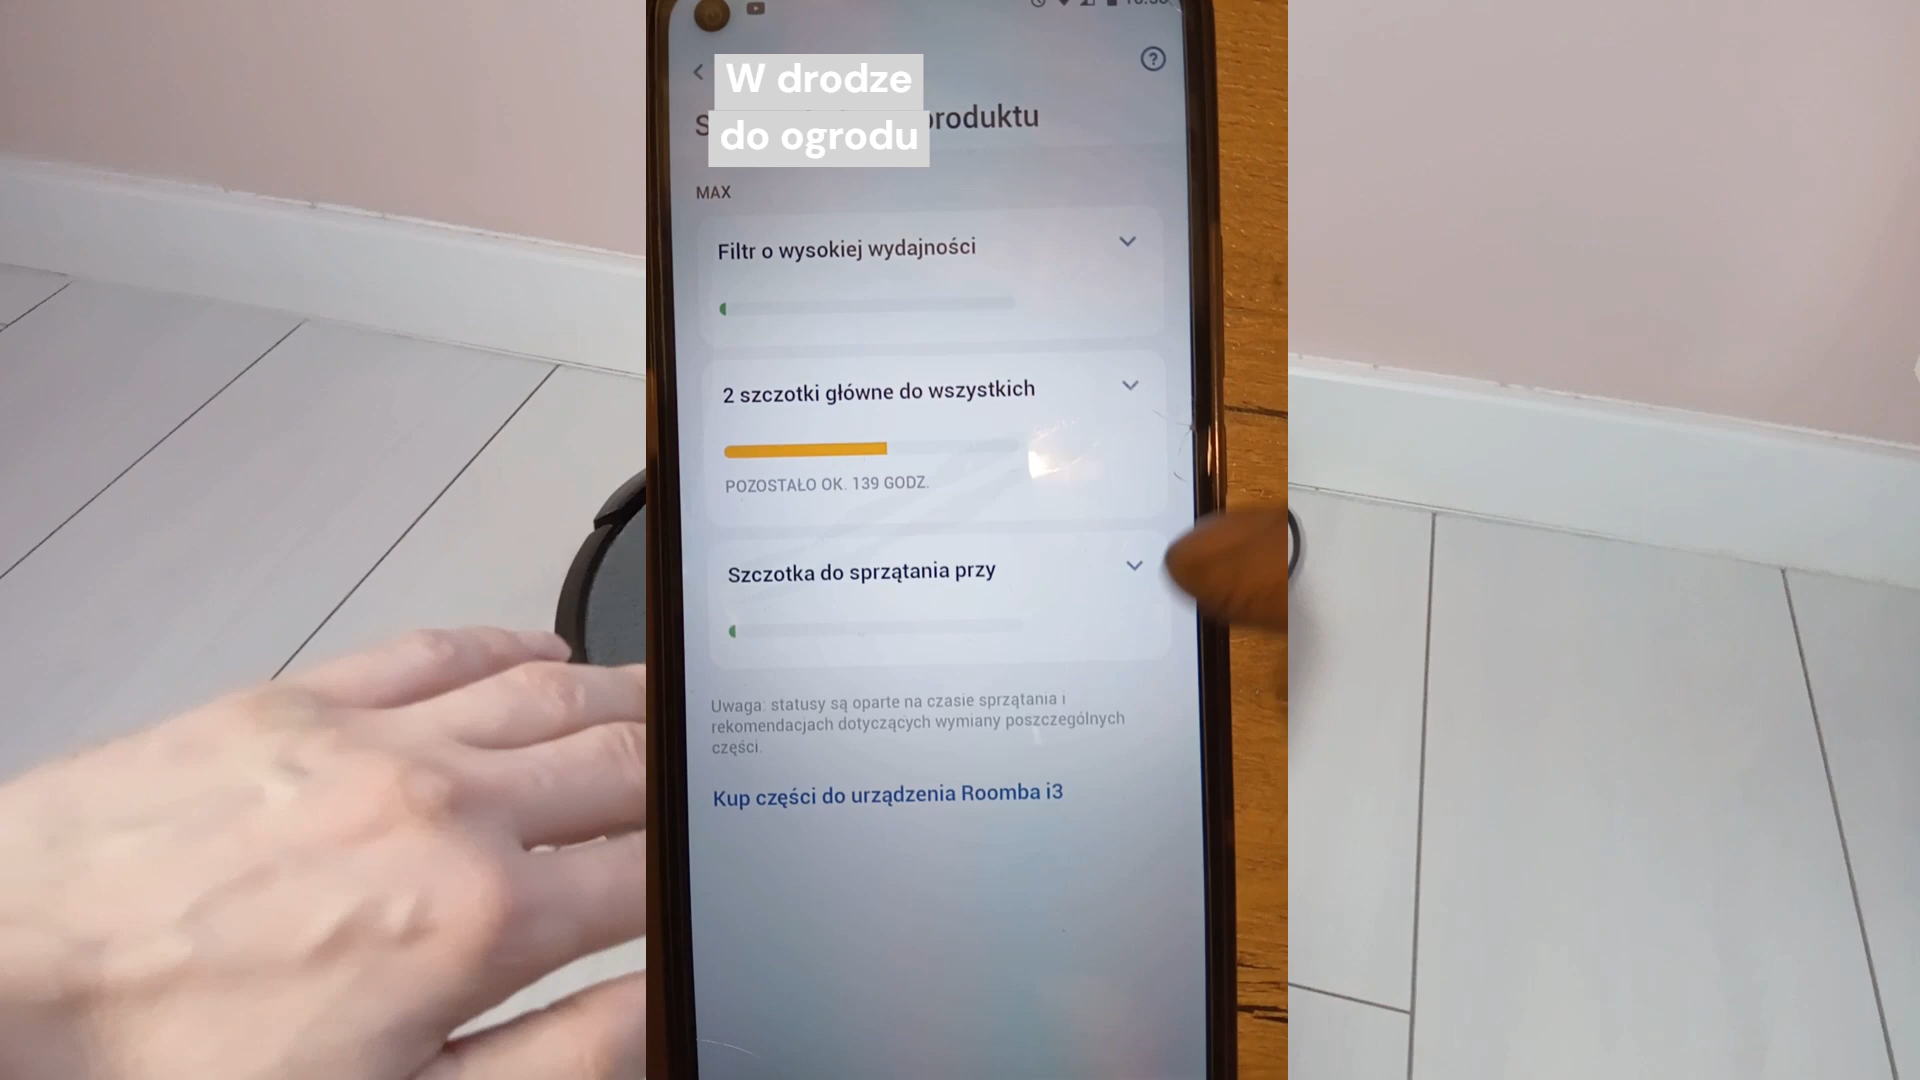 W drodze
do ogrodu
produktu
MAX
Filtr o wysokiej wydajności
2 szczotki główne do wszystkich
POZOSTAŁO OK. 139 GODZ.
Szczotka do sprzątania przy
Uwaga: statusy są oparte na czasie sprzątania i
rekomendacjach dotyczących wymiany poszczególnych
części.
Kup części do urządzenia Roomba i3